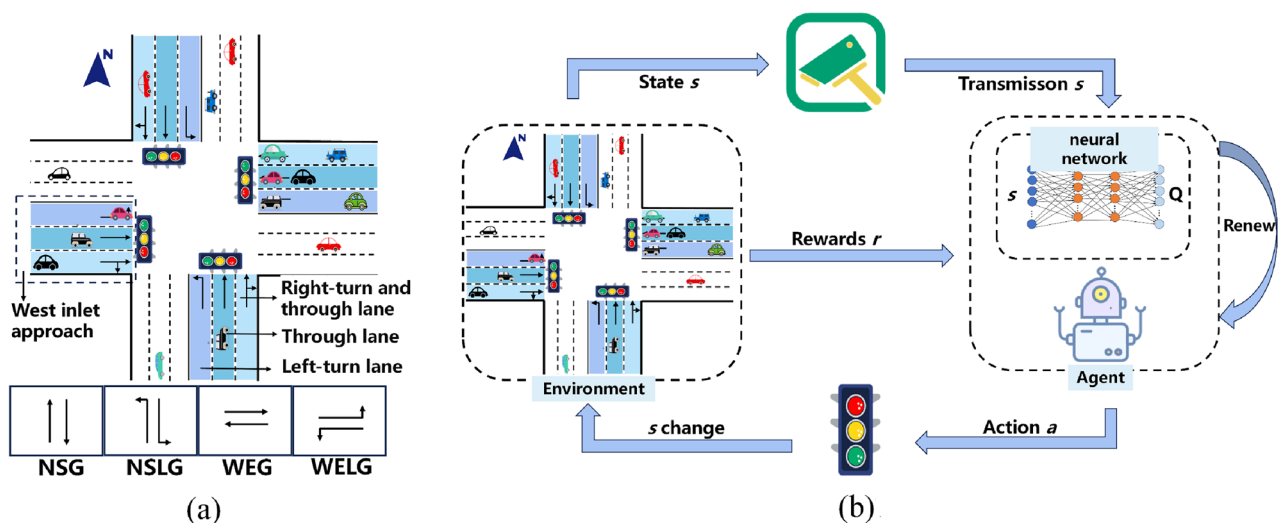 N
West inlet
approach
Right-turn and
through lane
Through lane
Left-turn lane
NSG
NSLG
WEG
WELG
(a)
State s
Transmisson s
N
neural
network
s
Q
Renew
Rewards r
Environment
Agent
s change
Action a
(b)